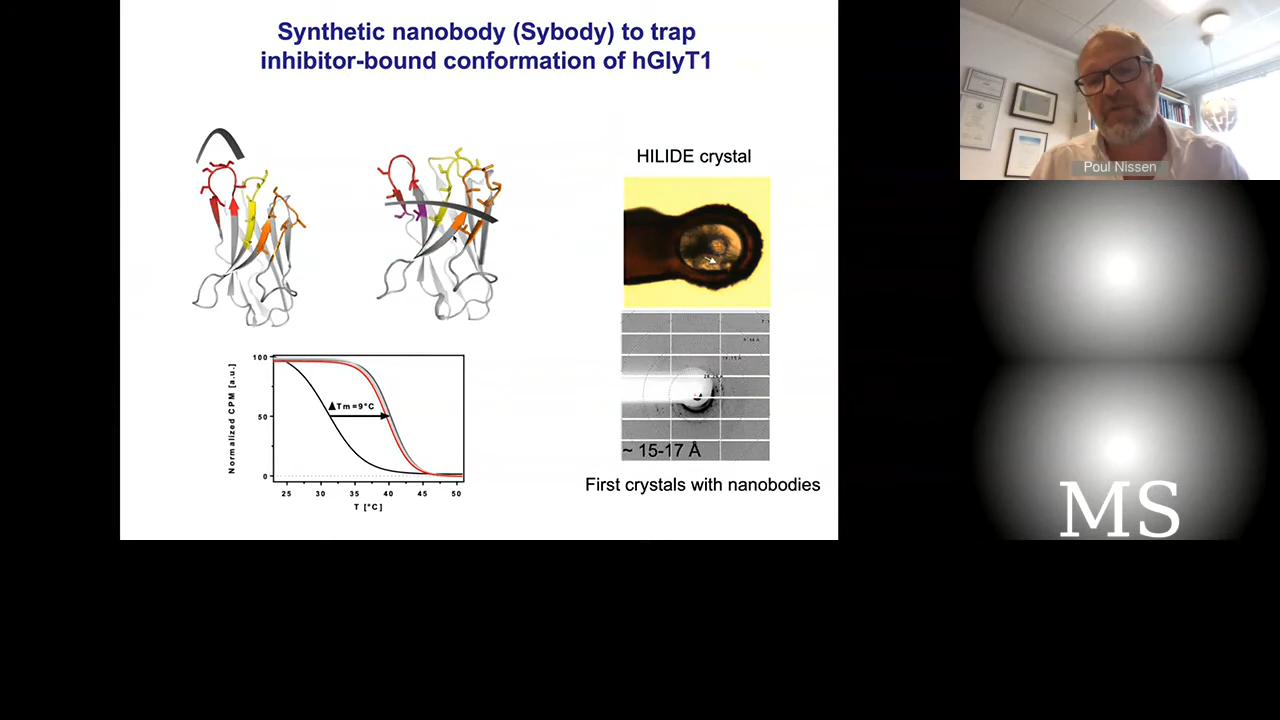 Synthetic nanobody (Sybody) to trap
inhibitor-bound conformation of hGlyT1
HILIDE crystal
~ 15-17 Å
First crystals with nanobodies
Normalized CPM [a.u.]
100
50
0
▲Tm=9°C
25 30 35 40 45 50
T [°C]
Poul Nissen
MS